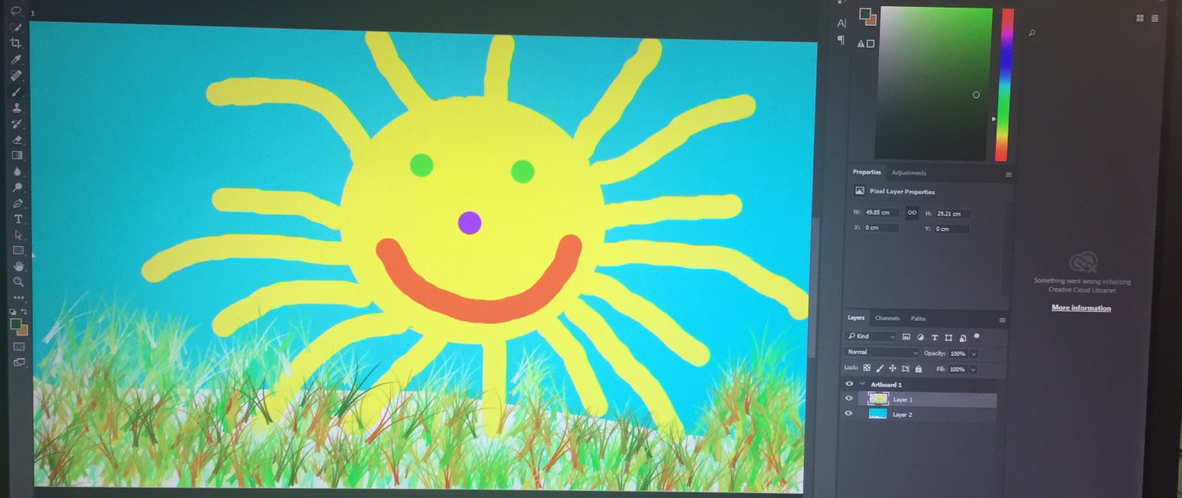 1
A|
Properties Adjustments
Pixel Layer Properties
W: 49.65 cm H: 29.21 cm
X: 0 cm Y: 0 cm
Something went wrong initializing
Creative Cloud Libraries
More information
Layers Channels Paths
Kind
Normal Opacity: 100%
Lock: Fill: 100%
Artboard 1
Layer 1
Layer 2